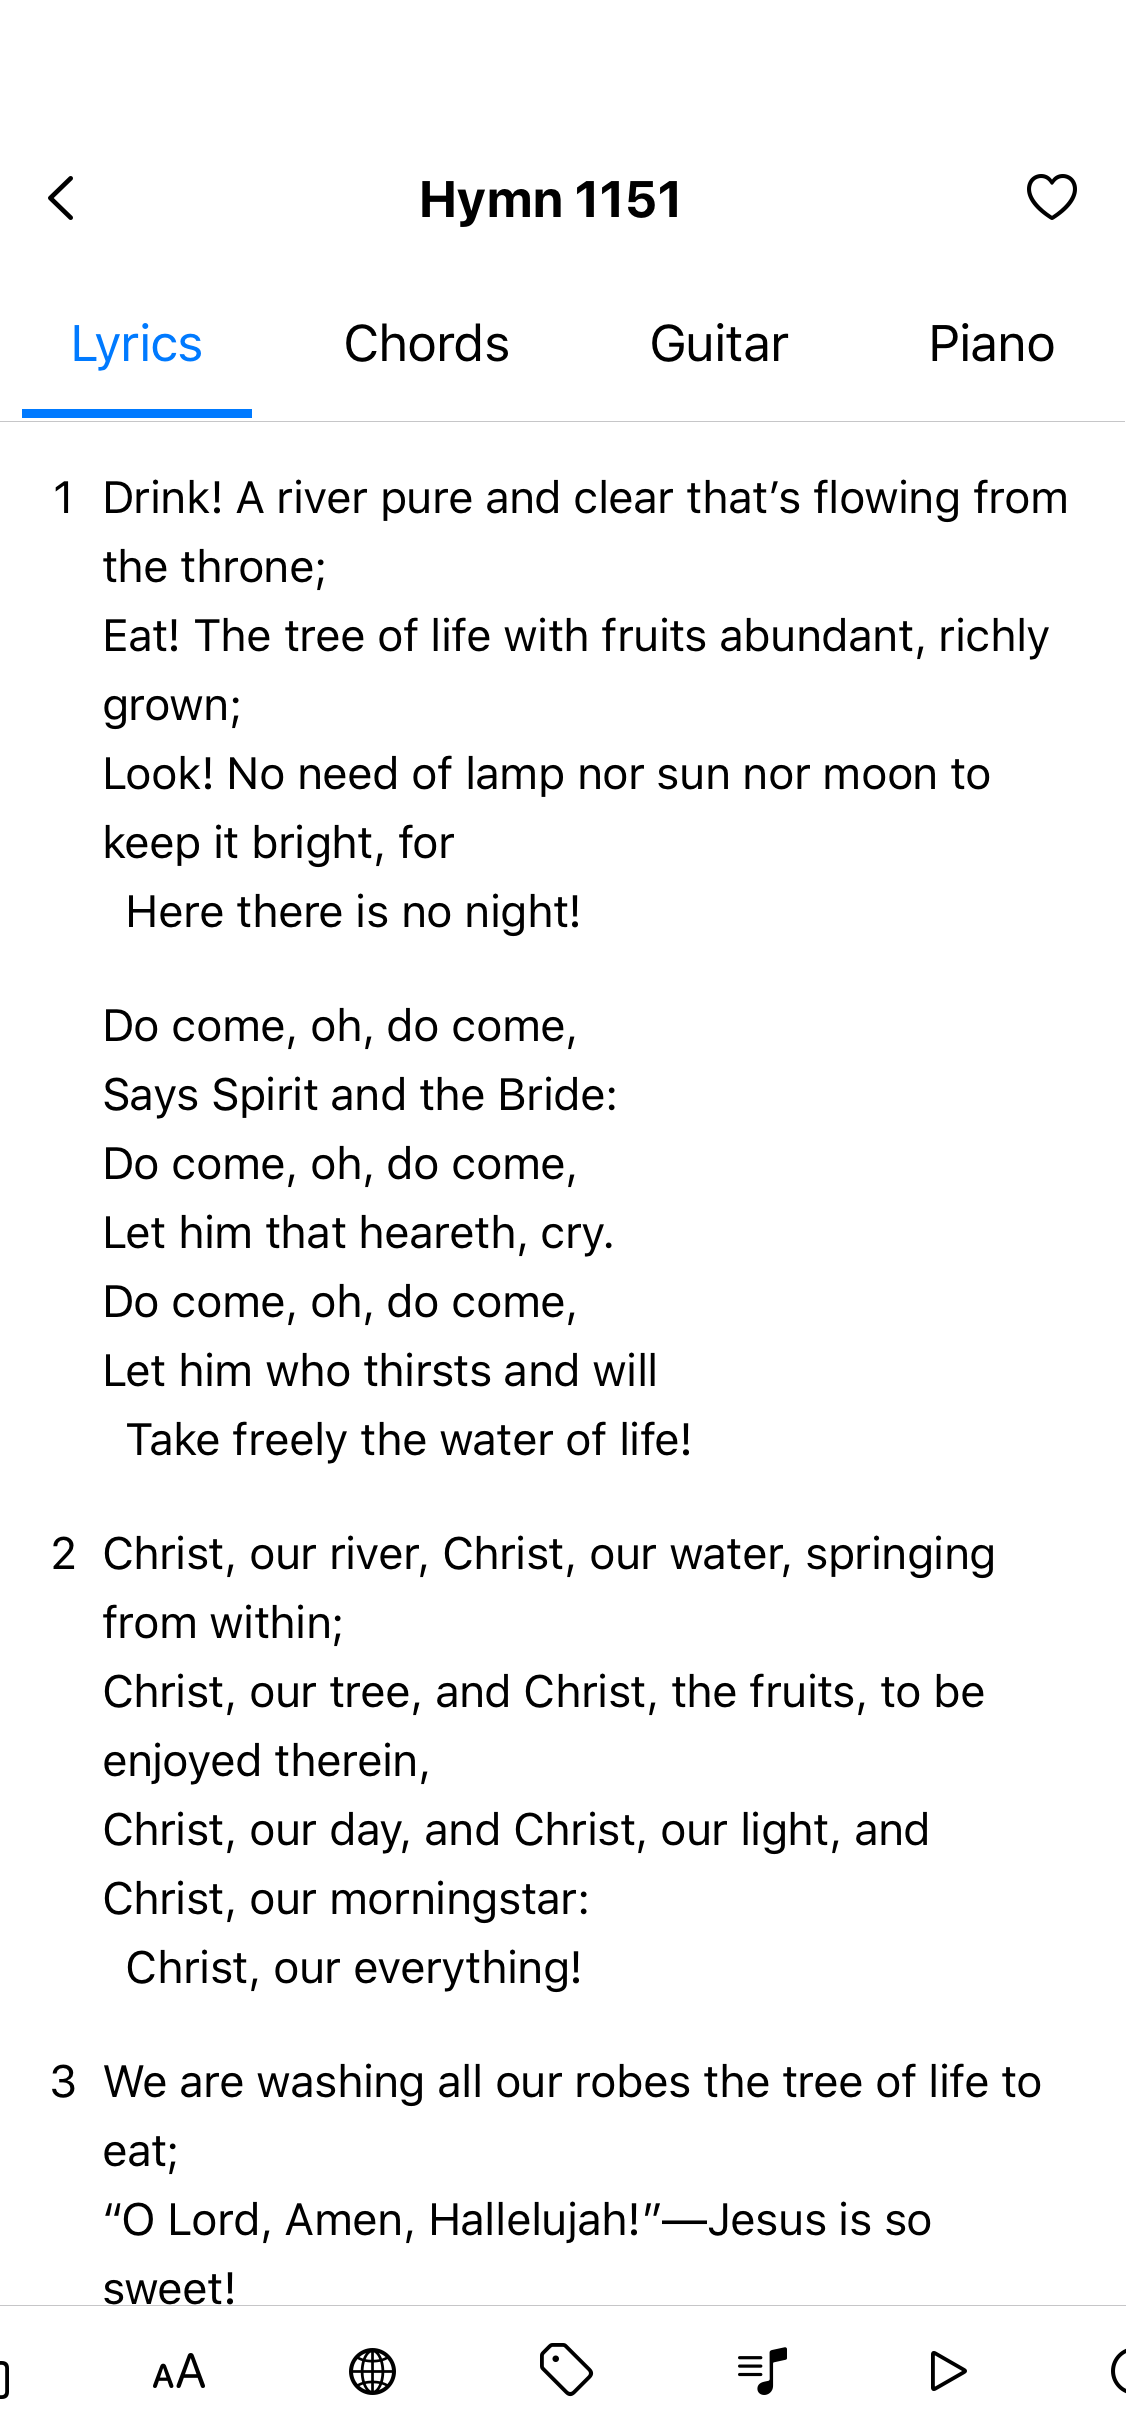 Hymn 1151
Lyrics Chords Guitar Piano
1 Drink! A river pure and clear that’s flowing from
the throne;
Eat! The tree of life with fruits abundant, richly
grown;
Look! No need of lamp nor sun nor moon to
keep it bright, for
Here there is no night!
Do come, oh, do come,
Says Spirit and the Bride:
Do come, oh, do come,
Let him that heareth, cry.
Do come, oh, do come,
Let him who thirsts and will
Take freely the water of life!
2 Christ, our river, Christ, our water, springing
from within;
Christ, our tree, and Christ, the fruits, to be
enjoyed therein,
Christ, our day, and Christ, our light, and
Christ, our morningstar:
Christ, our everything!
3 We are washing all our robes the tree of life to
eat;
“O Lord, Amen, Hallelujah!”—Jesus is so
sweet!
AA